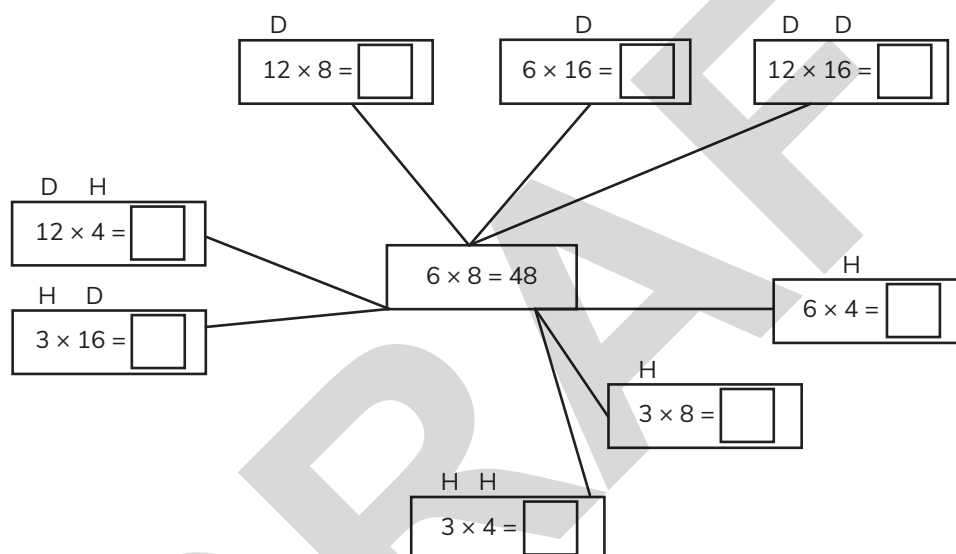 D
12 × 8 =
D
6 × 16 =
D D
12 × 16 =
D H
12 × 4 =
H D
3 × 16 =
6 × 8 = 48
H
6 × 4 =
H
3 × 8 =
H H
3 × 4 =
DRAF